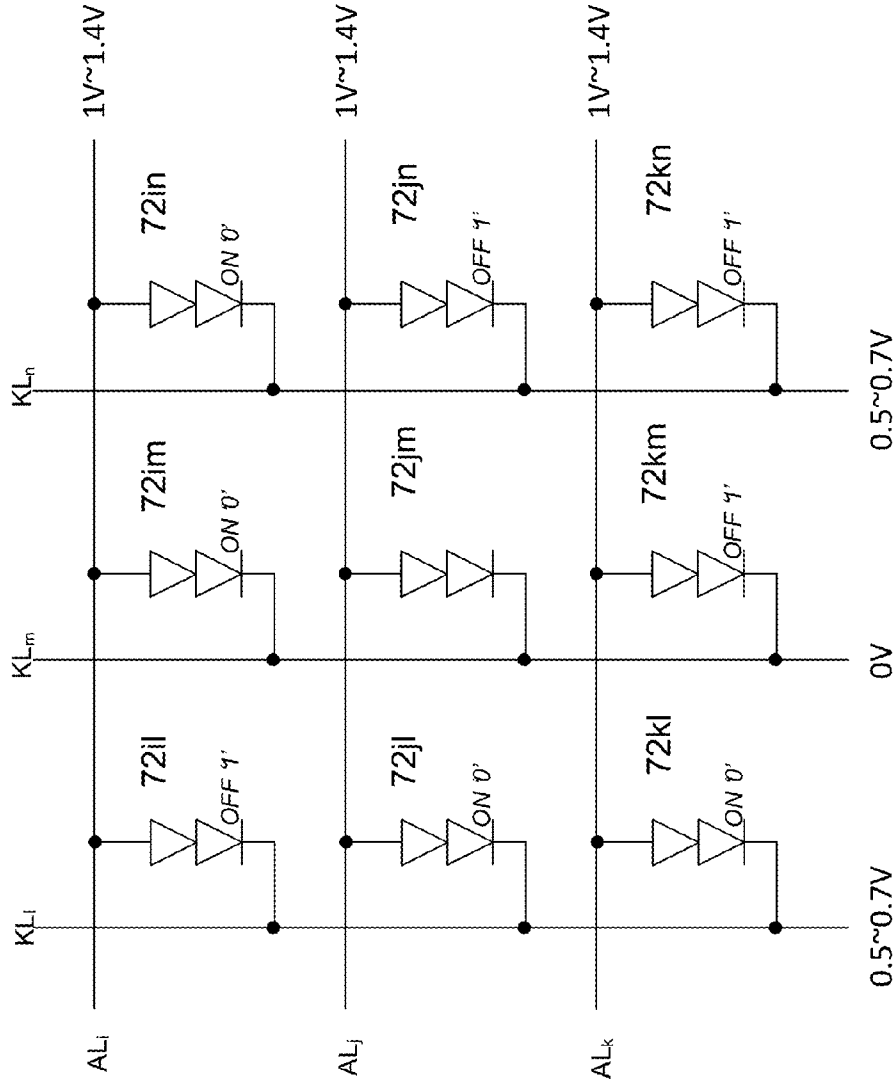 KLl KLm KLn
ALi 1V~1.4V
72il 72im 72in
OFF '1' ON '0' ON '0'
ALj 1V~1.4V
72jl 72jm 72jn
ON '0' OFF '1'
ALk 1V~1.4V
72kl 72km 72kn
ON '0' OFF '1' OFF '1'
0.5~0.7V 0V 0.5~0.7V